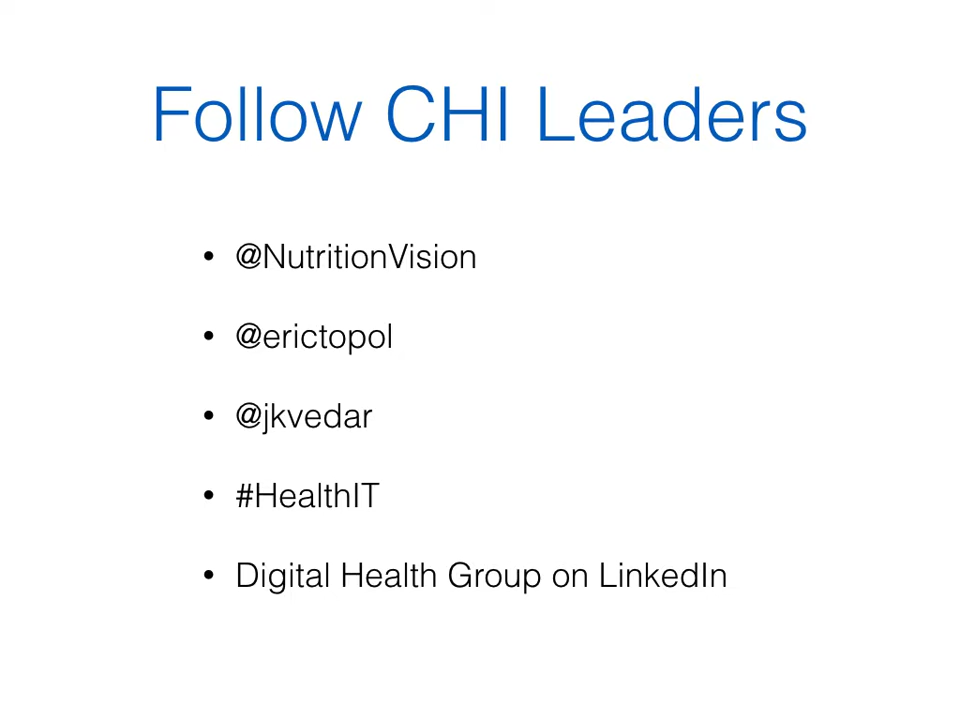 Follow CHI Leaders
• @NutritionVision
• @erictopol
• @jkvedar
• #HealthIT
• Digital Health Group on LinkedIn